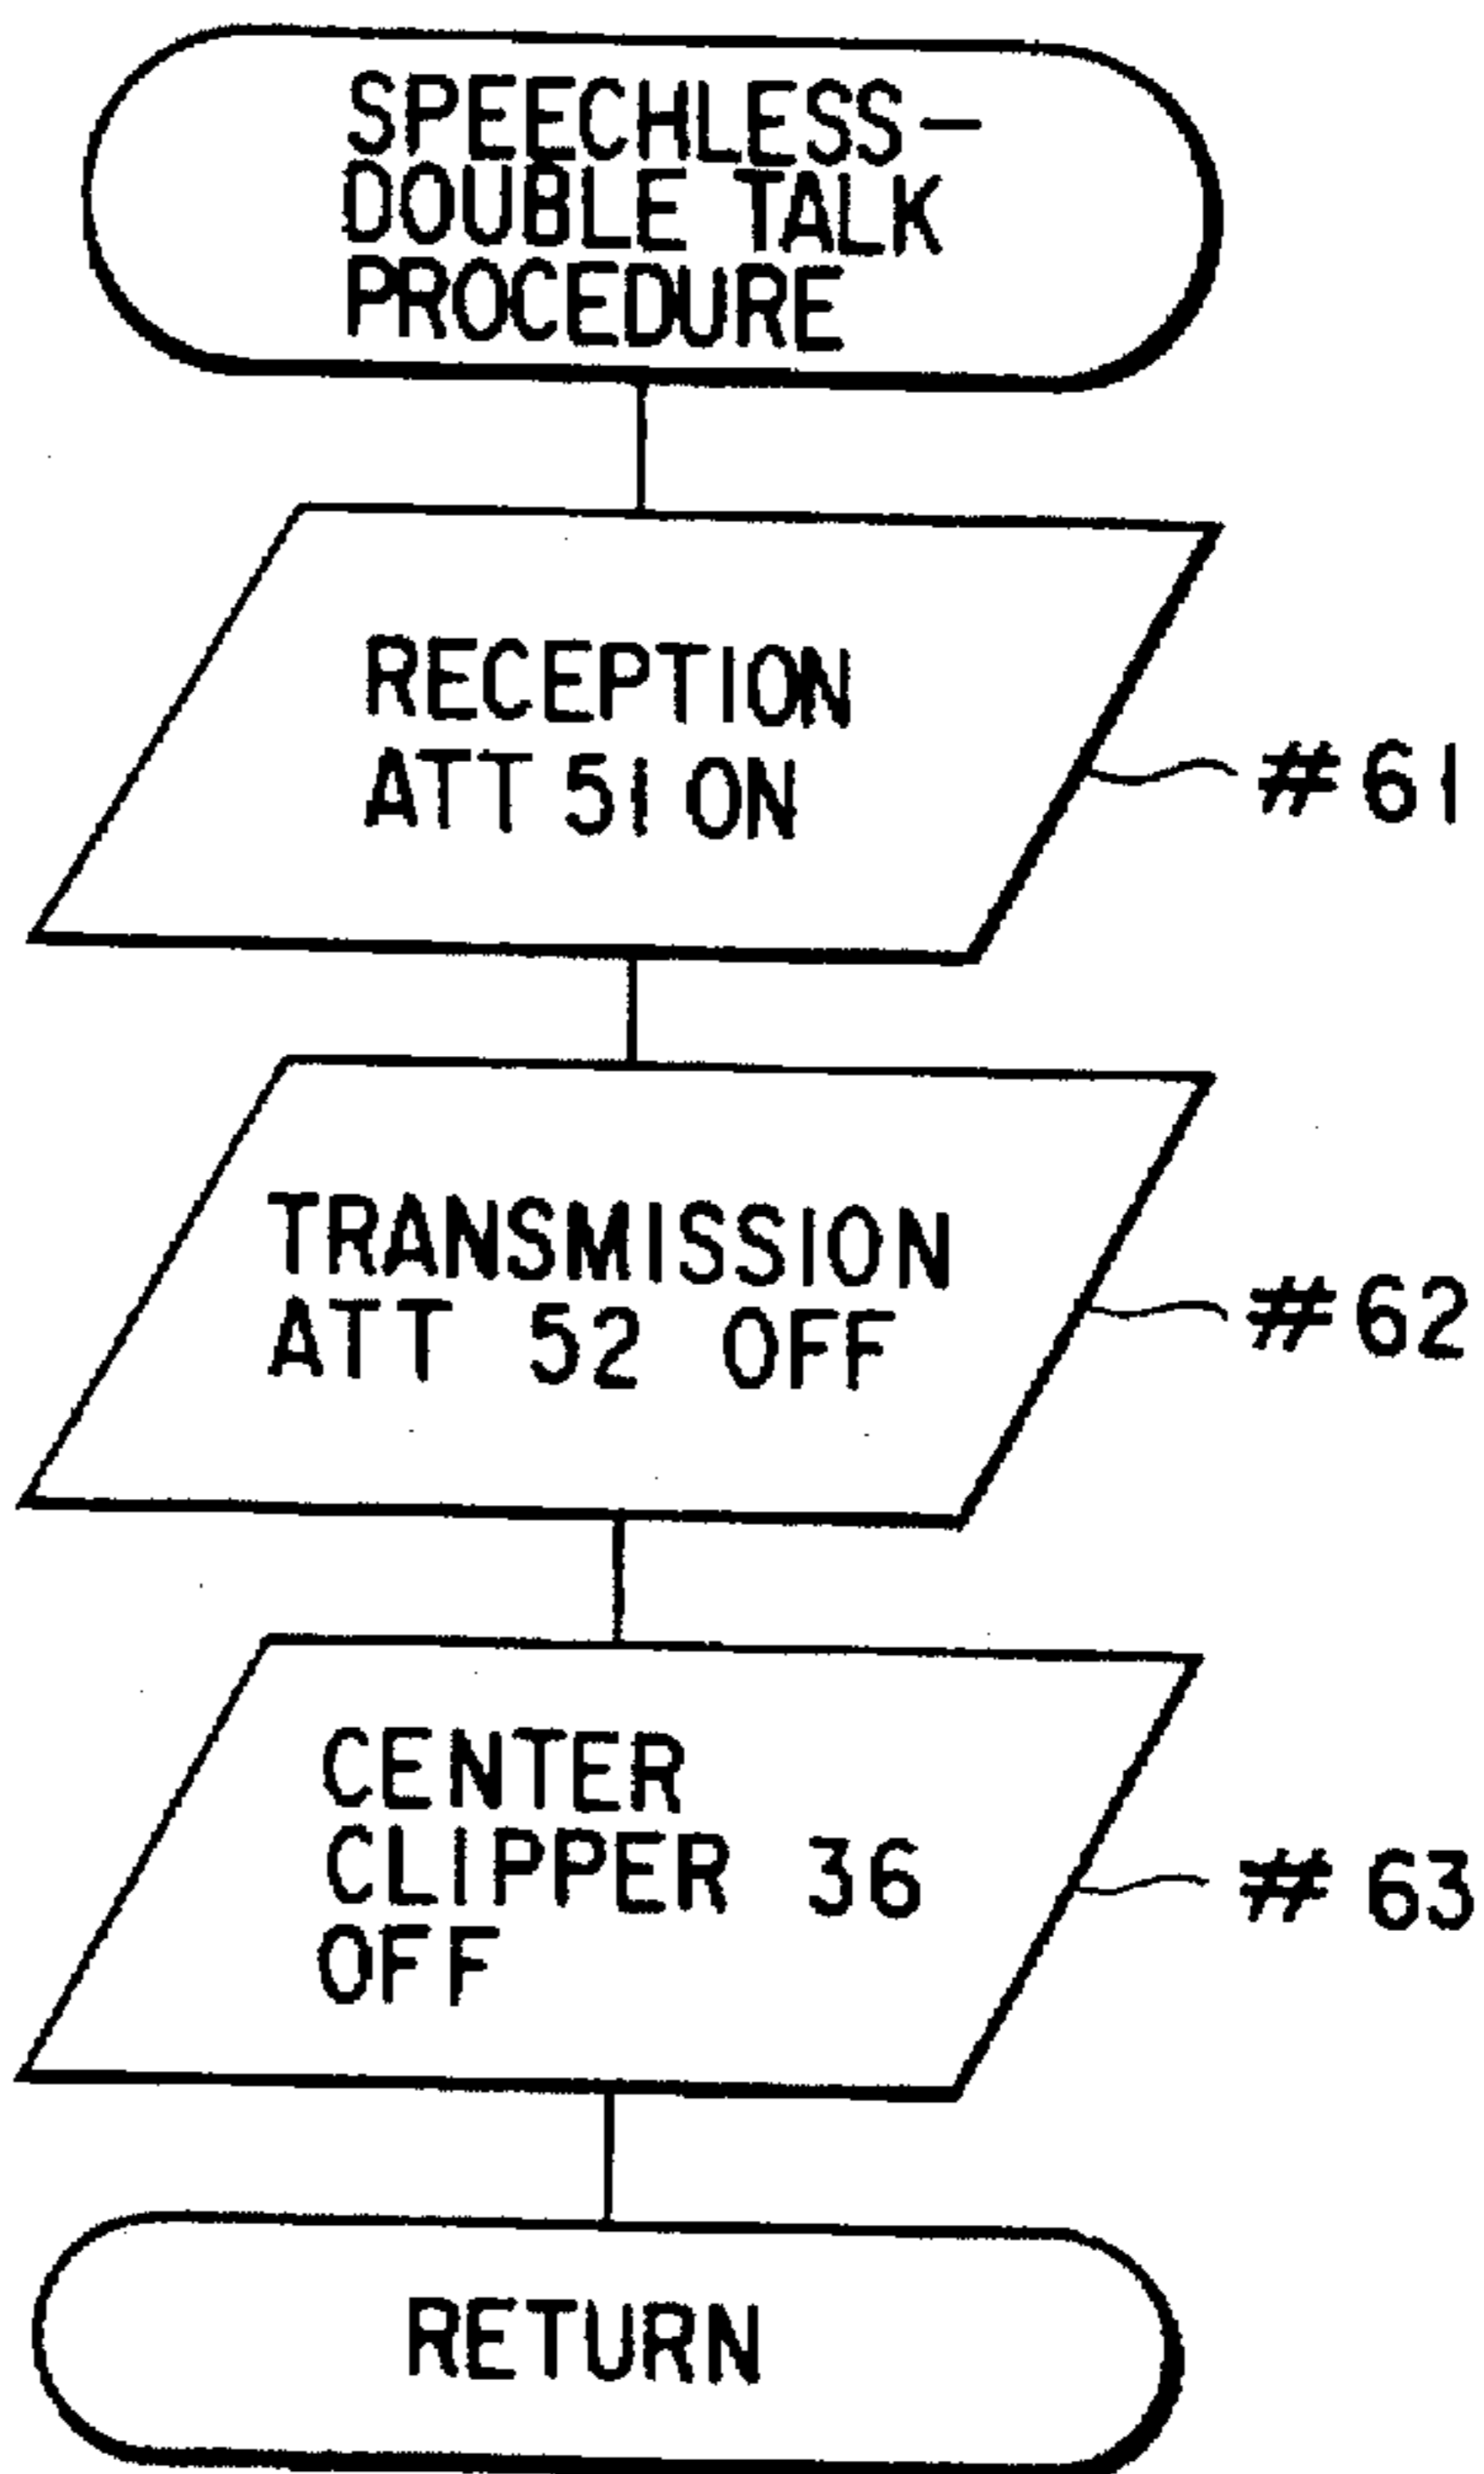 SPEECHLESS-
DOUBLE TALK
PROCEDURE
RECEPTION
ATT 51 ON
#61
TRANSMISSION
ATT 52 OFF
#62
CENTER
CLIPPER 36
OFF
#63
RETURN